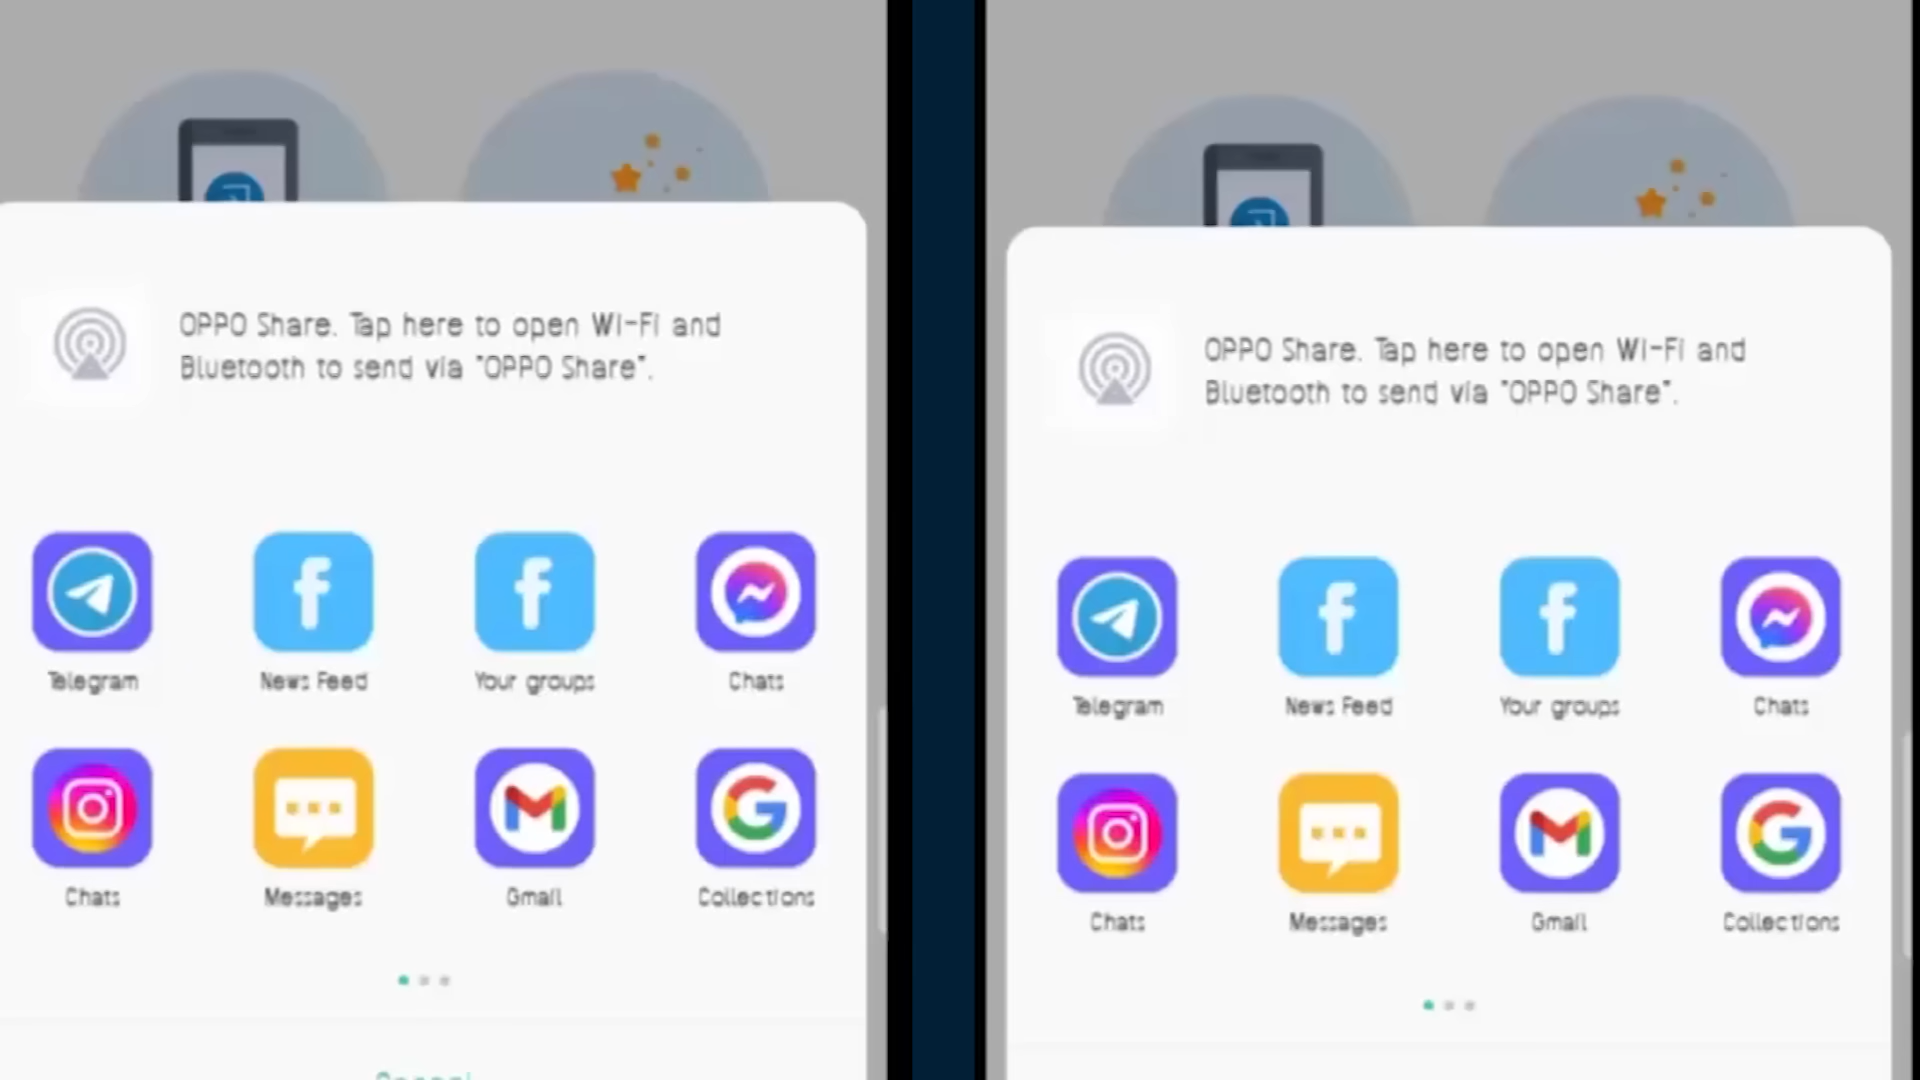 OPPO Share. Tap here to open Wi-Fi and
Bluetooth to send via "OPPO Share".
Telegram
News Feed
Your groups
Chats
Chats
Messages
Gmail
Collections
OPPO Share. Tap here to open Wi-Fi and
Bluetooth to send via "OPPO Share".
Telegram
News Feed
Your groups
Chats
Chats
Messages
Gmail
Collections